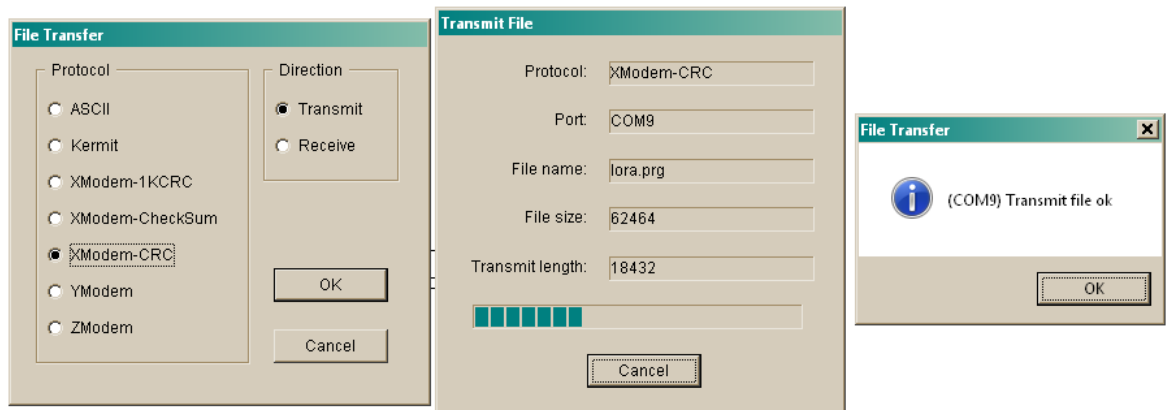 File Transfer
Protocol
ASCII
Kermit
XModem-1KCRC
XModem-CheckSum
XModem-CRC
YModem
ZModem
Direction
Transmit
Receive
OK
Cancel
Transmit File
Protocol: XModem-CRC
Port: COM9
File name: lora.prg
File size: 62464
Transmit length: 18432
Cancel
File Transfer
(COM9) Transmit file ok
OK